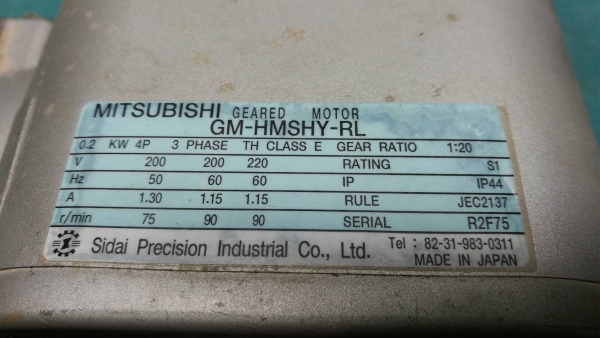 MITSUBISHI GEARED MOTOR
GM-HMSHY-RL
0.2 KW 4P 3 PHASE TH CLASS E GEAR RATIO 1:20
V 200 200 220 RATING S1
Hz 50 60 60 IP IP44
A 1.30 1.15 1.15 RULE JEC2137
r/min 75 90 90 SERIAL R2F75
Sidai Precision Industrial Co., Ltd. Tel : 82-31-983-0311
MADE IN JAPAN